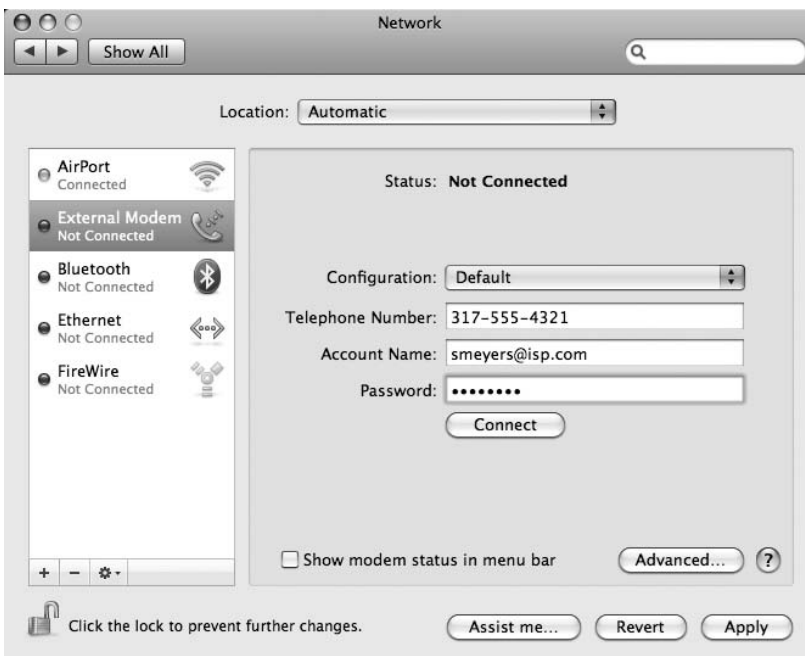 Network
Show All
Location: Automatic
AirPort
Connected
External Modem
Not Connected
Bluetooth
Not Connected
Ethernet
Not Connected
FireWire
Not Connected
Status: Not Connected
Configuration: Default
Telephone Number: 317-555-4321
Account Name: smeyers@isp.com
Password: ••••••••
Connect
Show modem status in menu bar
Advanced... ?
Click the lock to prevent further changes.
Assist me... Revert Apply